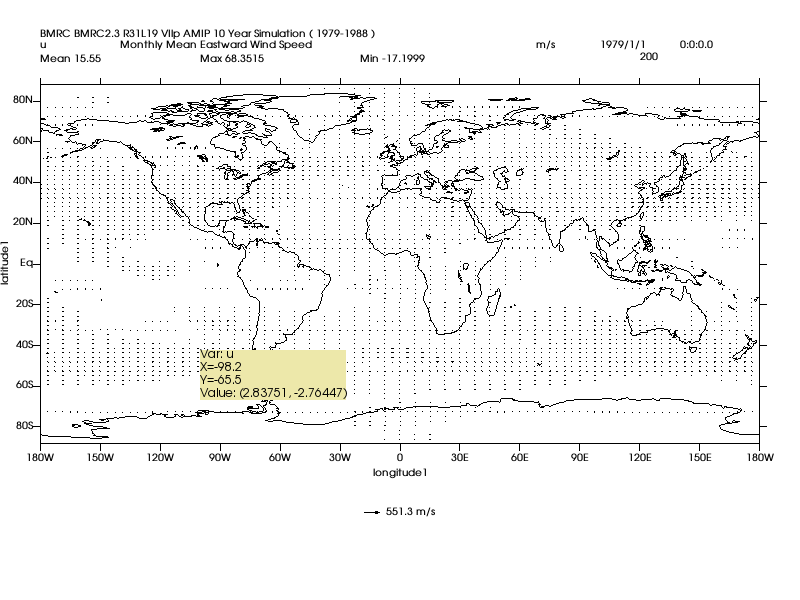 BMRC BMRC2.3 R31L19 VIIp AMIP 10 Year Simulation ( 1979-1988 )
u Monthly Mean Eastward Wind Speed m/s 1979/1/1 0:0:0.0
Mean 15.55 Max 68.3515 Min -17.1999 200
80N
60N
40N
20N
Eq
20S
40S
60S
80S
latitude1
Var: u
X=-98.2
Y=-65.5
Value: (2.83751, -2.76447)
180W 150W 120W 90W 60W 30W 0 30E 60E 90E 120E 150E 180W
longitude1
551.3 m/s